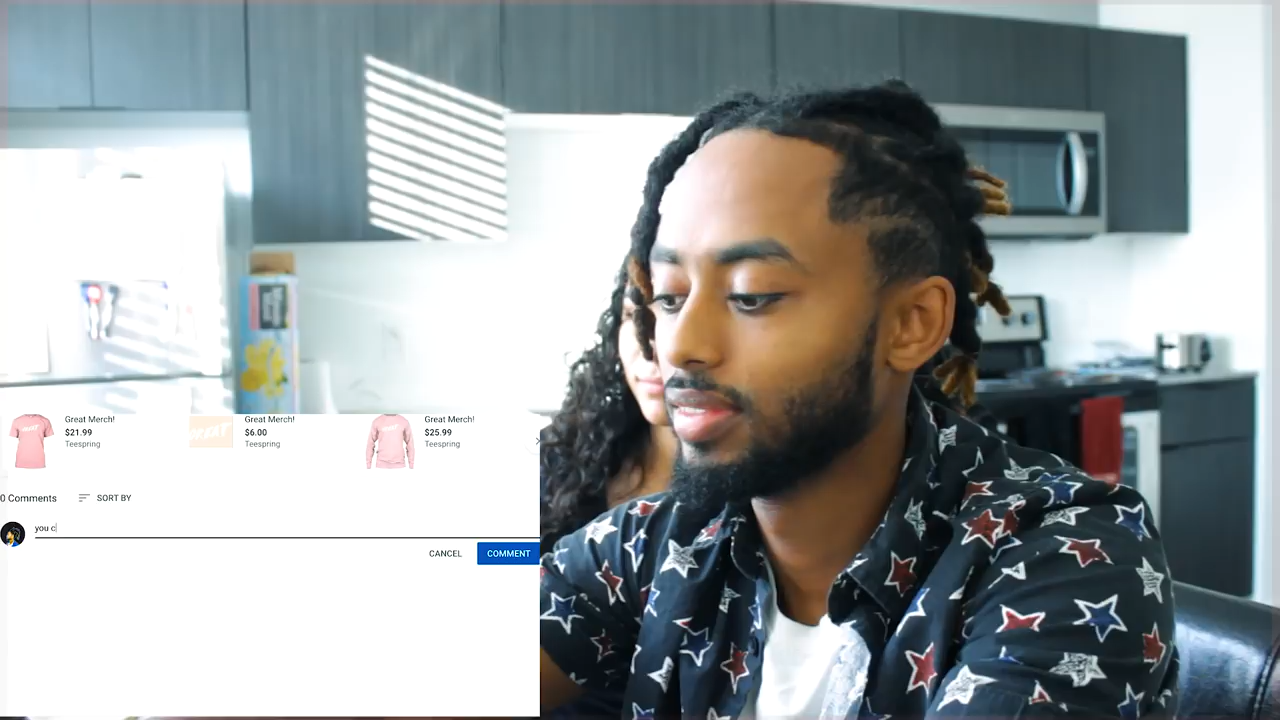 Great Merch!
$21.99
Teespring
Great Merch!
$6.00
Teespring
Great Merch!
$25.99
Teespring
GREAT
0 Comments
SORT BY
you c
CANCEL
COMMENT